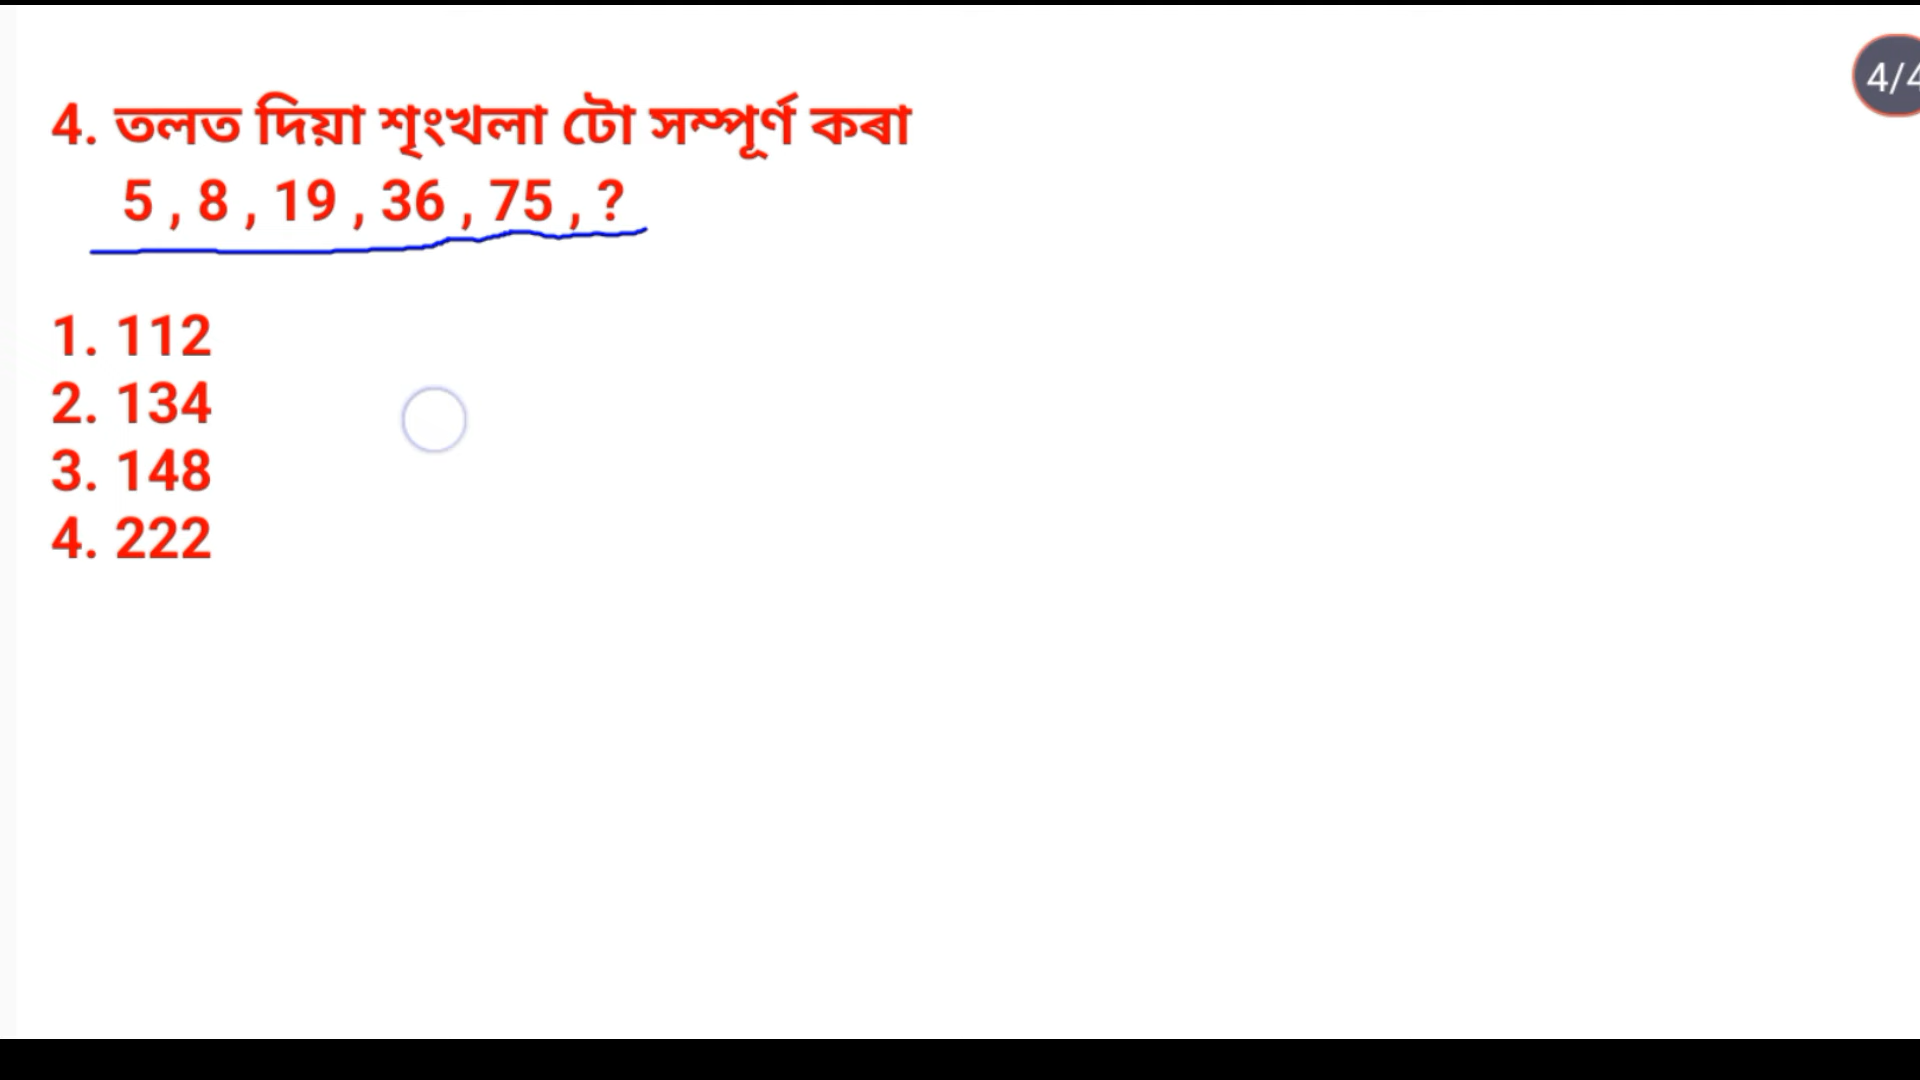 4. তলত দিয়া শৃংখলা টো সম্পূৰ্ণ কৰা
5 , 8 , 19 , 36 , 75 , ?
1. 112
2. 134
3. 148
4. 222
4/4